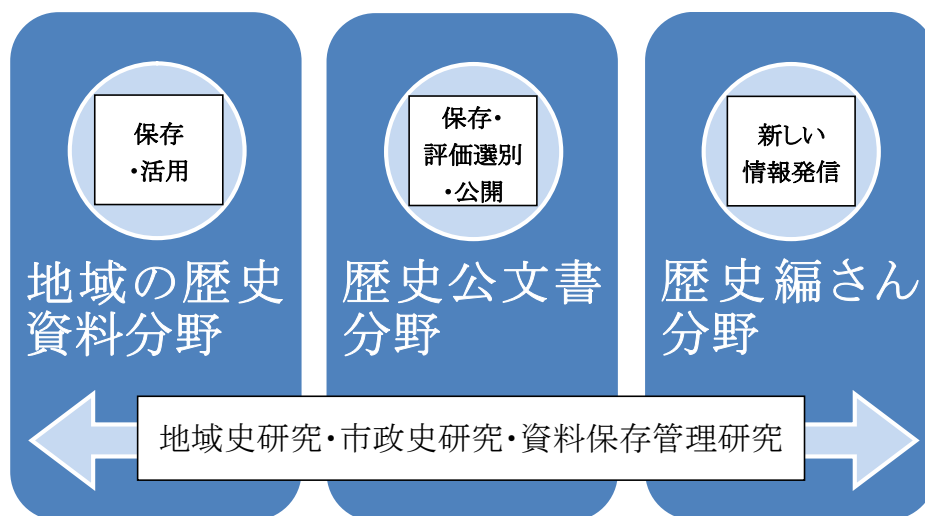 保存
・活用
地域の歴史
資料分野
保存・
評価選別
・公開
歴史公文書
分野
新しい
情報発信
歴史編さん
分野
地域史研究・市政史研究・資料保存管理研究